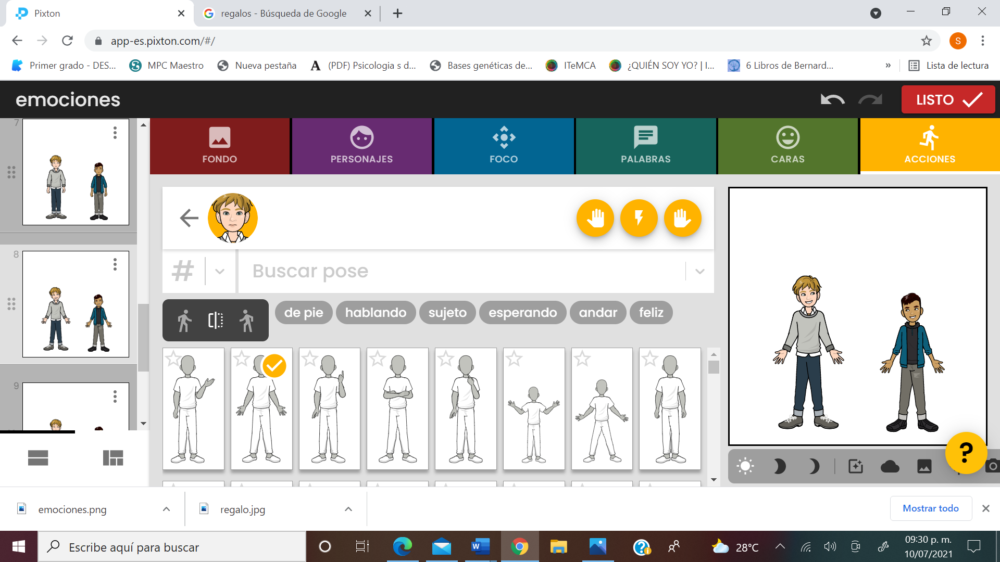 Pixton
regalos - Búsqueda de Google
app-es.pixton.com/#/
S
Primer grado - DES...
MPC Maestro
Nueva pestaña
A
(PDF) Psicologia s d...
Bases genéticas de...
ITeMCA
¿QUIÉN SOY YO? | I...
6 Libros de Bernard...
»
Lista de lectura
emociones
LISTO
7
FONDO
PERSONAJES
FOCO
PALABRAS
CARAS
ACCIONES
8
#
Buscar pose
de pie
hablando
sujeto
esperando
andar
feliz
9
?
emociones.png
regalo.jpg
Mostrar todo
Escribe aquí para buscar
W
28°C
09:30 p. m.
10/07/2021